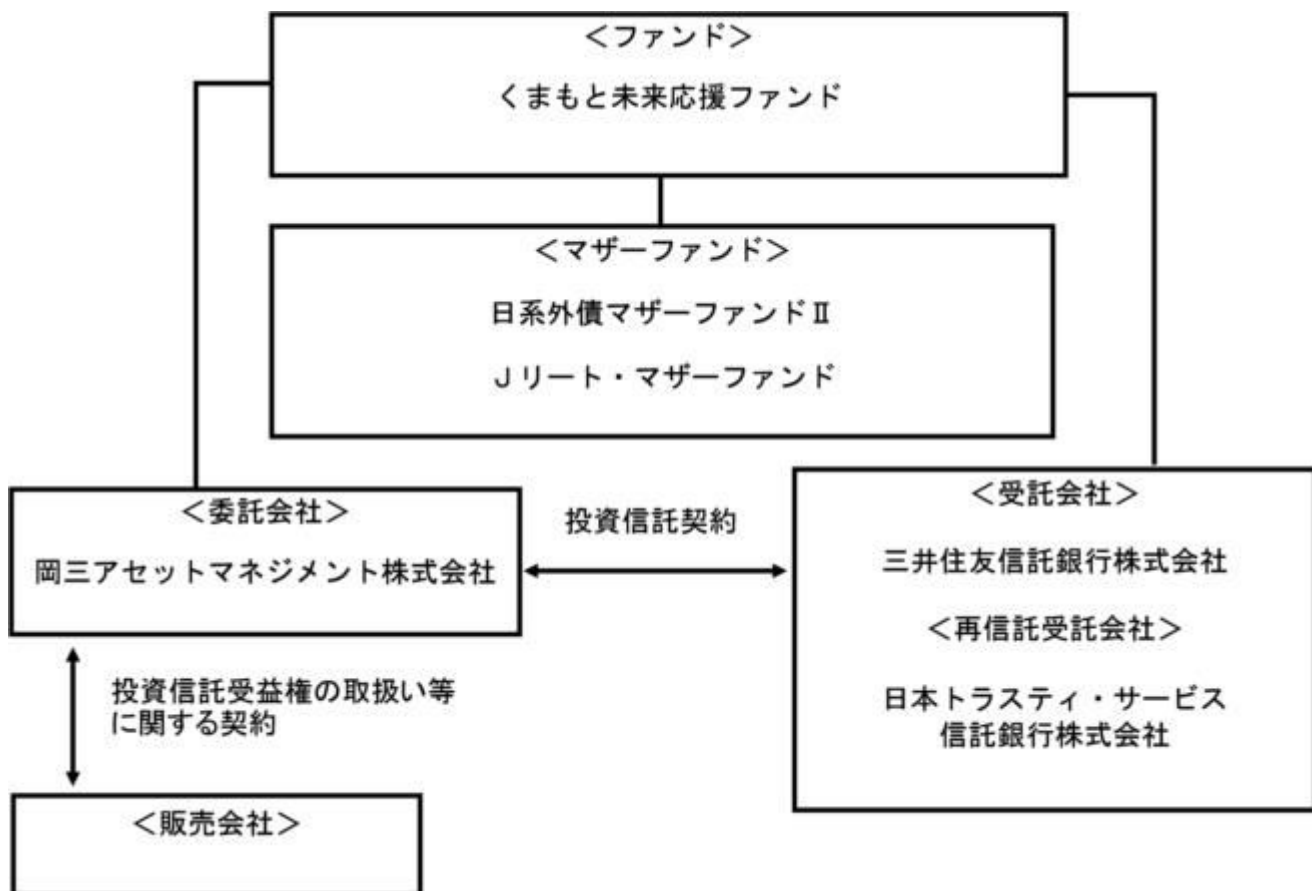 ＜ファンド＞
くまもと未来応援ファンド
＜マザーファンド＞
日系外債マザーファンドⅡ
Ｊリート・マザーファンド
＜委託会社＞
岡三アセットマネジメント株式会社
投資信託契約
＜受託会社＞
三井住友信託銀行株式会社
＜再信託受託会社＞
日本トラスティ・サービス
信託銀行株式会社
投資信託受益権の取扱い等
に関する契約
＜販売会社＞